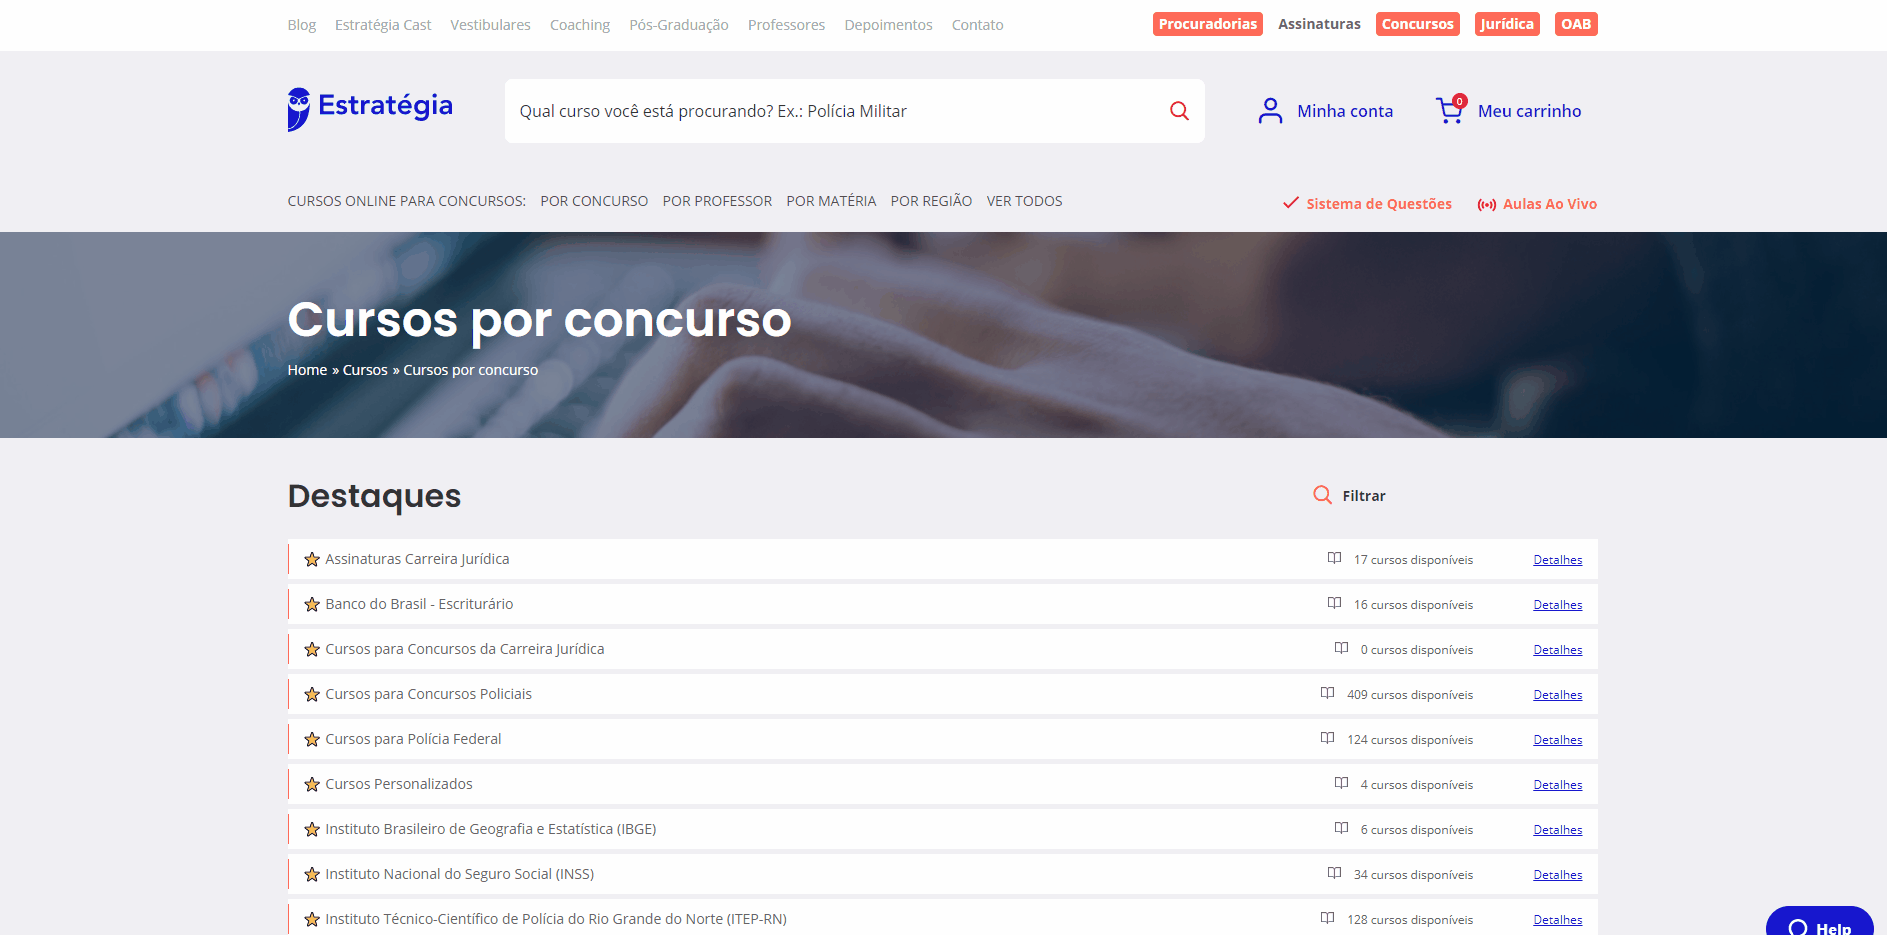 Blog Estratégia Cast Vestibulares Coaching Pós-Graduação Professores Depoimentos Contato Procuradorias Assinaturas Concursos Jurídica OAB
Estratégia Qual curso você está procurando? Ex.: Polícia Militar Minha conta 0 Meu carrinho
CURSOS ONLINE PARA CONCURSOS: POR CONCURSO POR PROFESSOR POR MATÉRIA POR REGIÃO VER TODOS Sistema de Questões Aulas Ao Vivo
Cursos por concurso
Home » Cursos » Cursos por concurso
Destaques Filtrar
Assinaturas Carreira Jurídica 17 cursos disponíveis Detalhes
Banco do Brasil - Escriturário 16 cursos disponíveis Detalhes
Cursos para Concursos da Carreira Jurídica 0 cursos disponíveis Detalhes
Cursos para Concursos Policiais 409 cursos disponíveis Detalhes
Cursos para Polícia Federal 124 cursos disponíveis Detalhes
Cursos Personalizados 4 cursos disponíveis Detalhes
Instituto Brasileiro de Geografia e Estatística (IBGE) 6 cursos disponíveis Detalhes
Instituto Nacional do Seguro Social (INSS) 34 cursos disponíveis Detalhes
Instituto Técnico-Científico de Polícia do Rio Grande do Norte (ITEP-RN) 128 cursos disponíveis Detalhes
Help